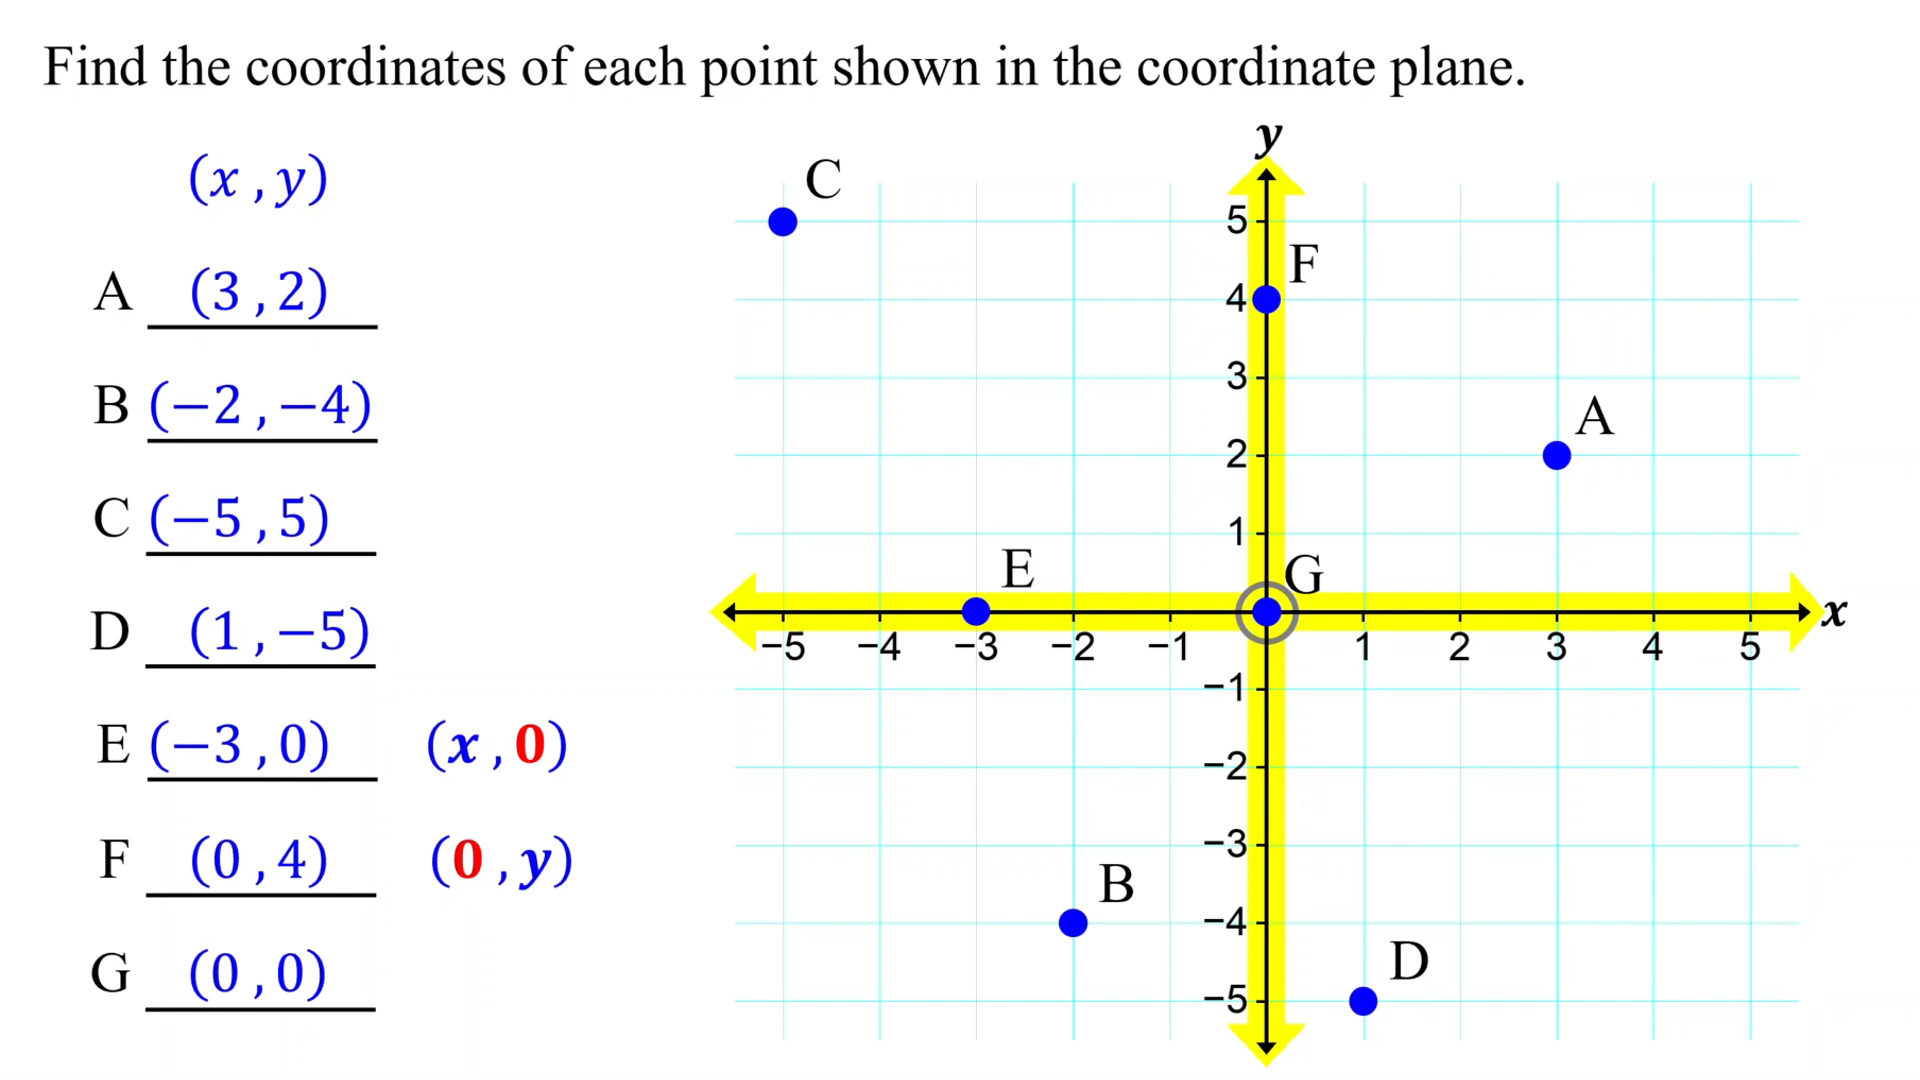 Find the coordinates of each point shown in the coordinate plane.
(x , y)
A (3 , 2)
B (−2 , −4)
C (−5 , 5)
D (1 , −5)
E (−3 , 0) (x , 0)
F (0 , 4) (0 , y)
G (0 , 0)
y
C
5
F
4
3
A
2
1
E
G
x
−5 −4 −3 −2 −1 1 2 3 4 5
−1
−2
−3
B
−4
D
−5